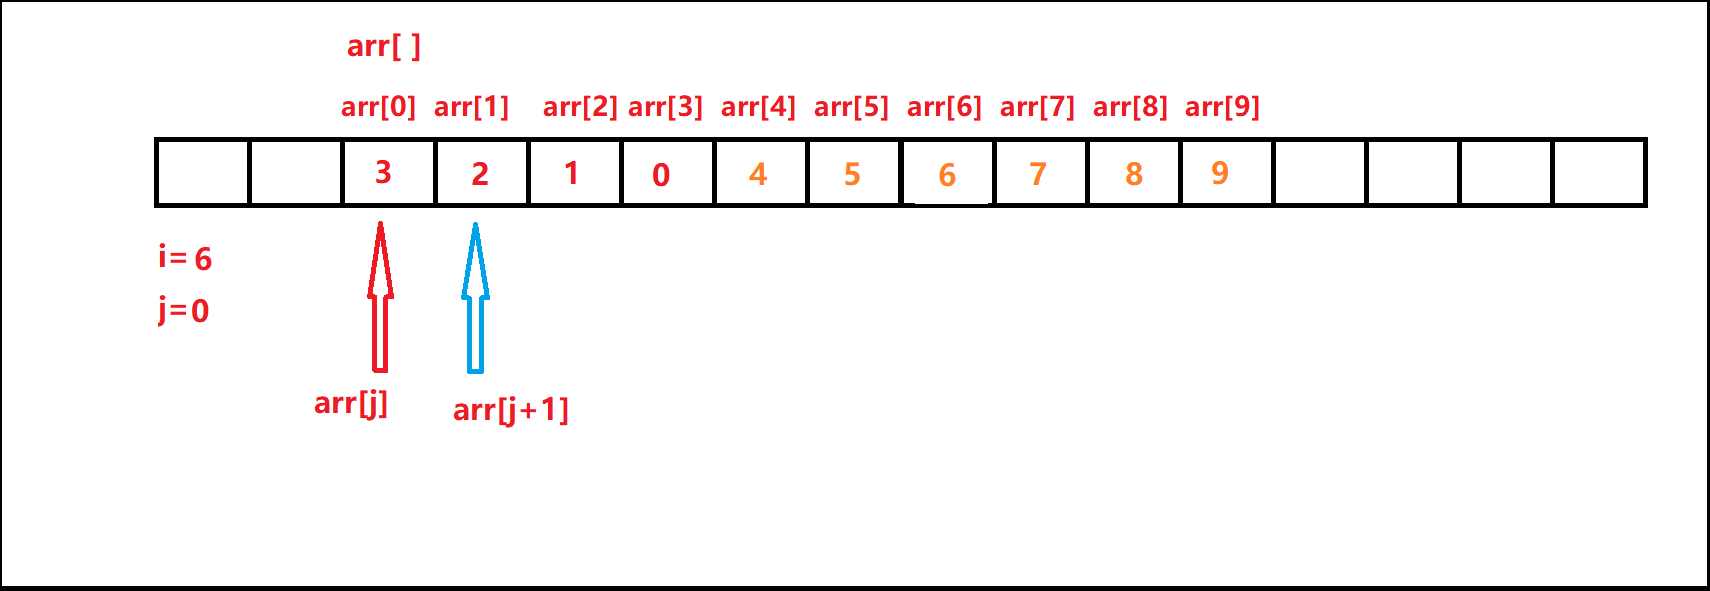 arr[ ]
arr[0] arr[1] arr[2] arr[3] arr[4] arr[5] arr[6] arr[7] arr[8] arr[9]
3 2 1 0 4 5 6 7 8 9
i= 6
j=0
arr[j] arr[j+1]